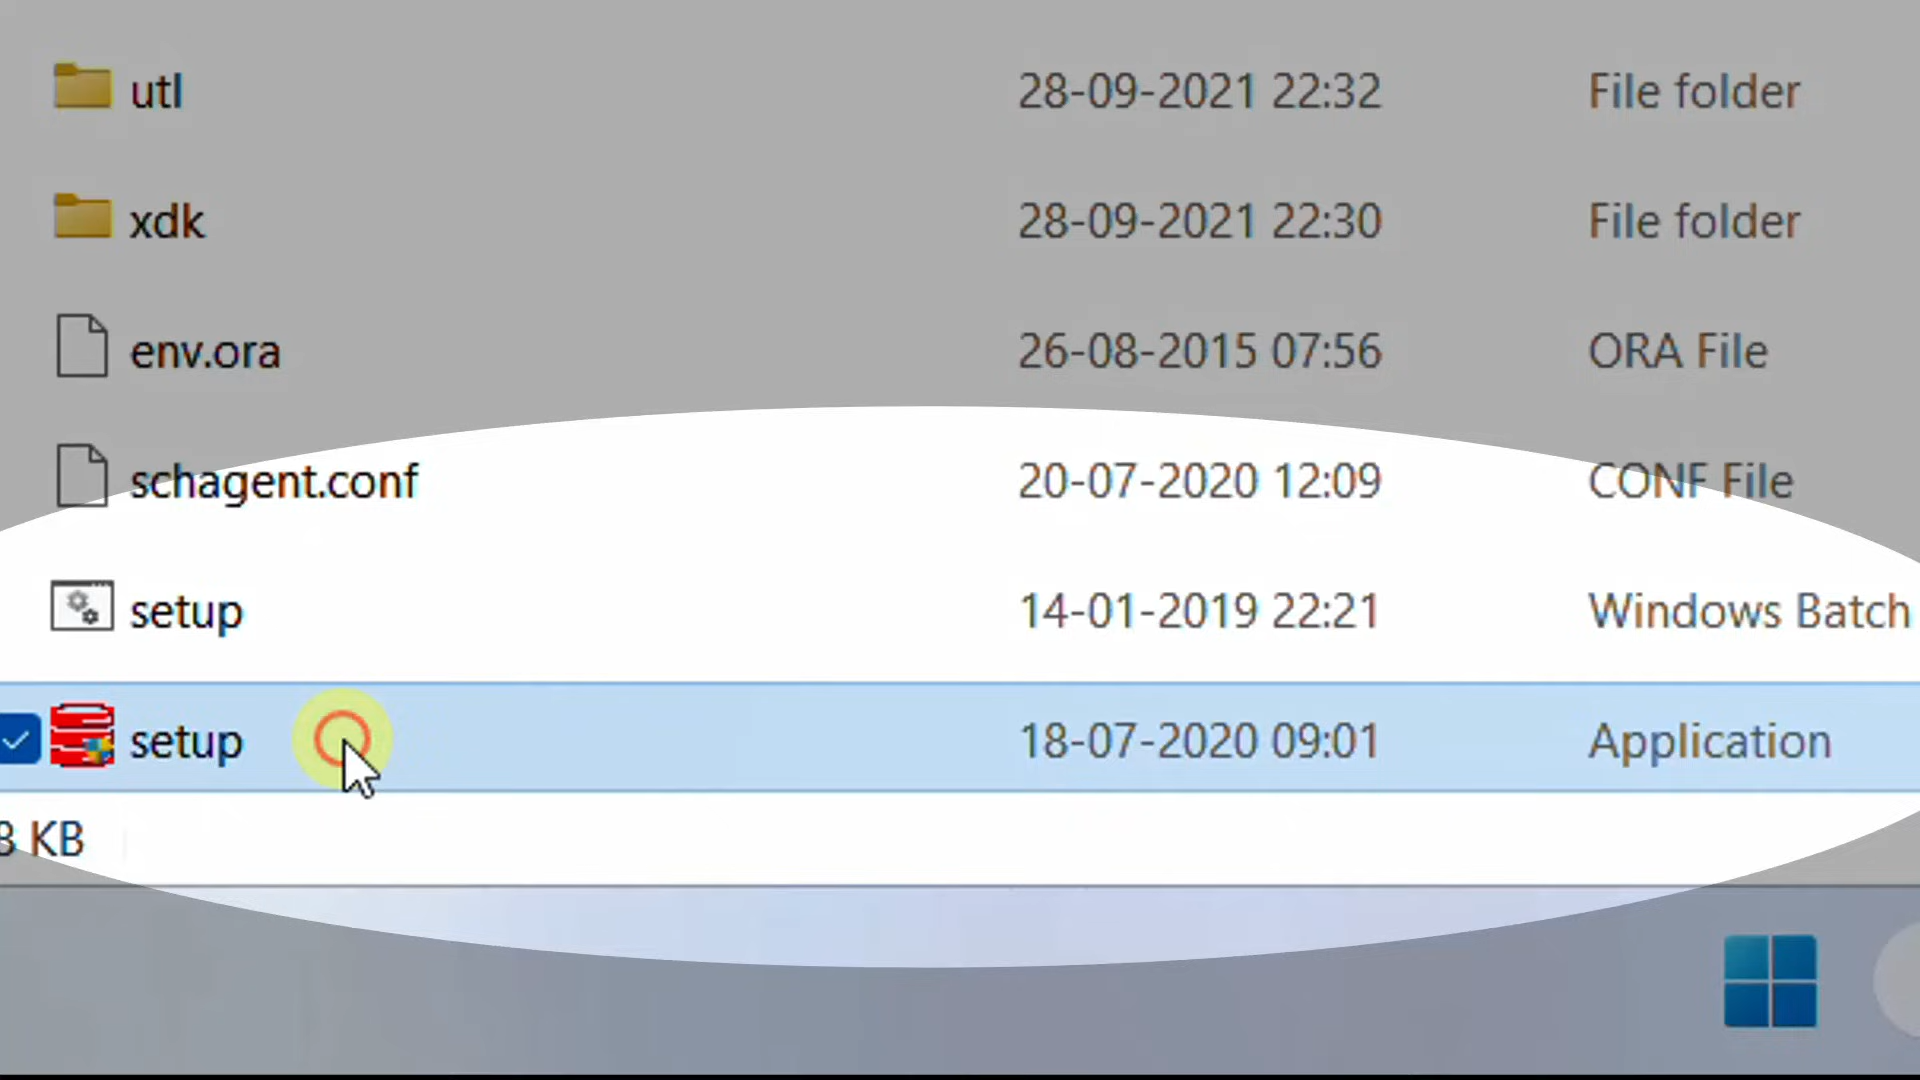 utl 28-09-2021 22:32 File folder
xdk 28-09-2021 22:30 File folder
env.ora 26-08-2015 07:56 ORA File
schagent.conf 20-07-2020 12:09 CONF File
setup 14-01-2019 22:21 Windows Batch
setup 18-07-2020 09:01 Application
KB